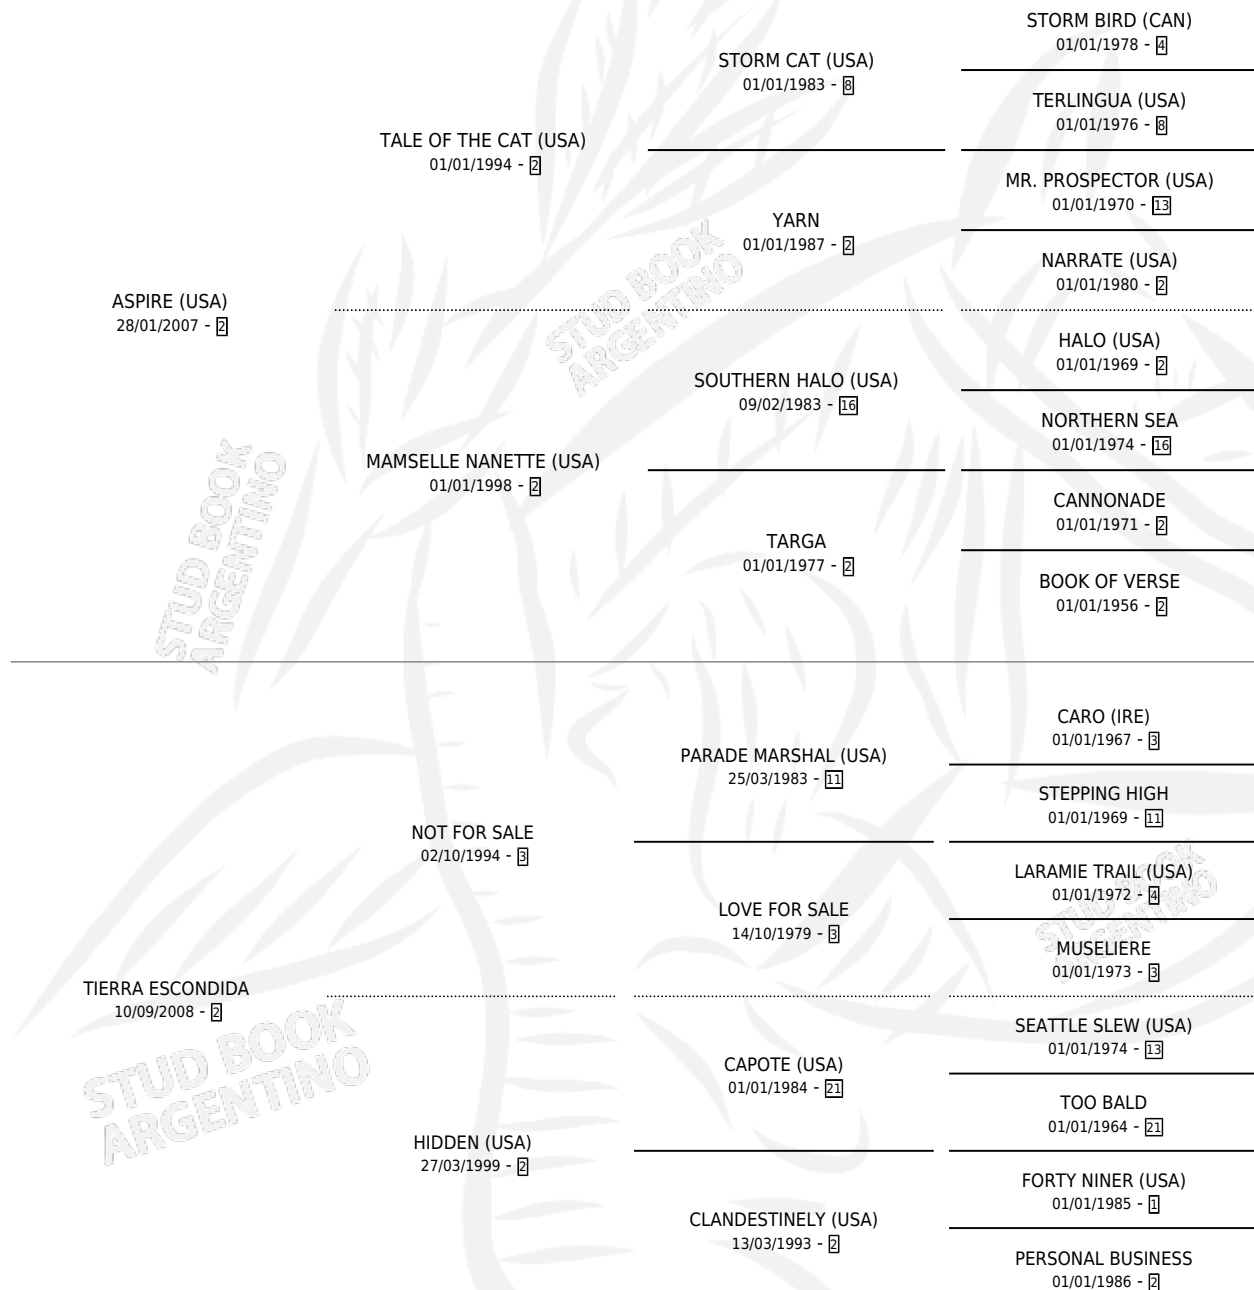 STORM BIRD (CAN)
01/01/1978 - 4
STORM CAT (USA)
01/01/1983 - 8
TERLINGUA (USA)
01/01/1976 - 8
TALE OF THE CAT (USA)
01/01/1994 - 2
MR. PROSPECTOR (USA)
01/01/1970 - 13
YARN
01/01/1987 - 2
NARRATE (USA)
01/01/1980 - 2
ASPIRE (USA)
28/01/2007 - 2
HALO (USA)
01/01/1969 - 2
SOUTHERN HALO (USA)
09/02/1983 - 16
NORTHERN SEA
01/01/1974 - 16
MAMSELLE NANETTE (USA)
01/01/1998 - 2
CANNONADE
01/01/1971 - 2
TARGA
01/01/1977 - 2
BOOK OF VERSE
01/01/1956 - 2
CARO (IRE)
01/01/1967 - 3
PARADE MARSHAL (USA)
25/03/1983 - 11
STEPPING HIGH
01/01/1969 - 11
NOT FOR SALE
02/10/1994 - 3
LARAMIE TRAIL (USA)
01/01/1972 - 4
LOVE FOR SALE
14/10/1979 - 3
MUSELIERE
01/01/1973 - 3
TIERRA ESCONDIDA
10/09/2008 - 2
SEATTLE SLEW (USA)
01/01/1974 - 13
CAPOTE (USA)
01/01/1984 - 21
TOO BALD
01/01/1964 - 21
HIDDEN (USA)
27/03/1999 - 2
FORTY NINER (USA)
01/01/1985 - 1
CLANDESTINELY (USA)
13/03/1993 - 2
PERSONAL BUSINESS
01/01/1986 - 2
STUD BOOK
ARGENTINO
STUD BOOK
ARGENTINO
STUD BOOK
ARGENTINO
STUD BOOK
ARGENTINO